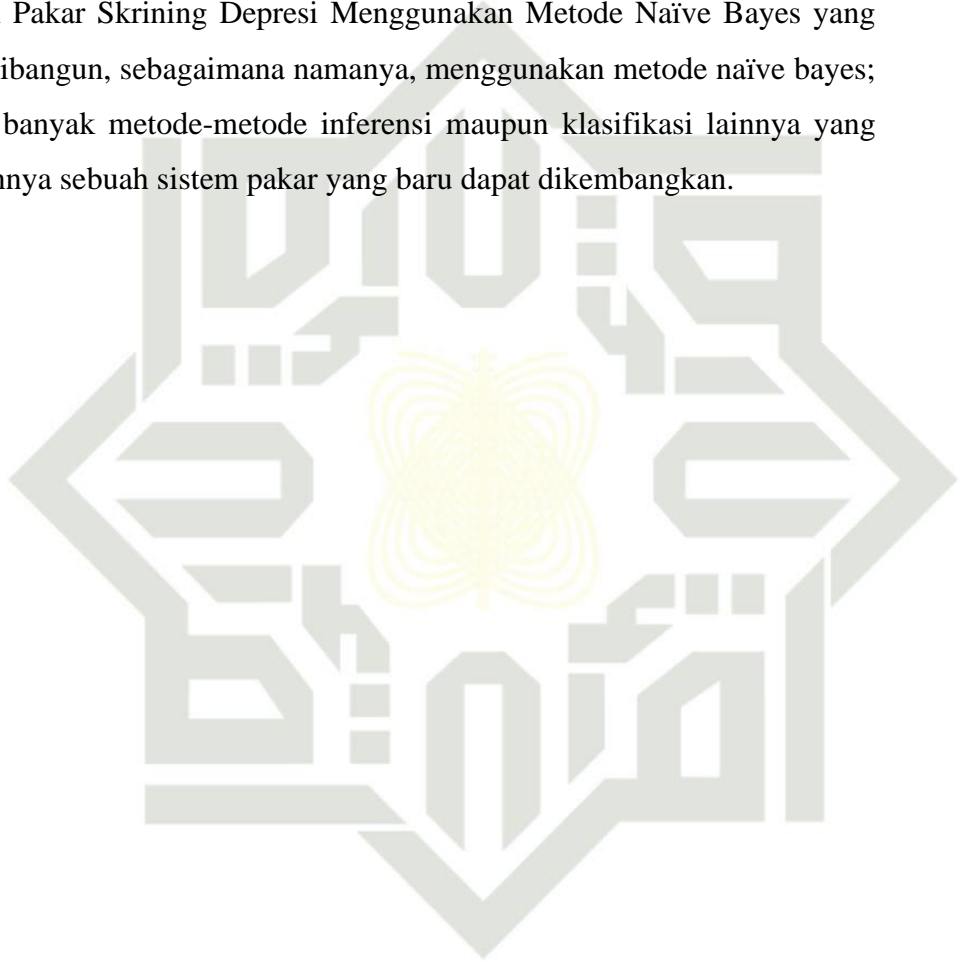 Pakar Skrining Depresi Menggunakan Metode Naïve Bayes yang
ibangun, sebagaimana namanya, menggunakan metode naïve bayes;
banyak metode-metode inferensi maupun klasifikasi lainnya yang
nnya sebuah sistem pakar yang baru dapat dikembangkan.